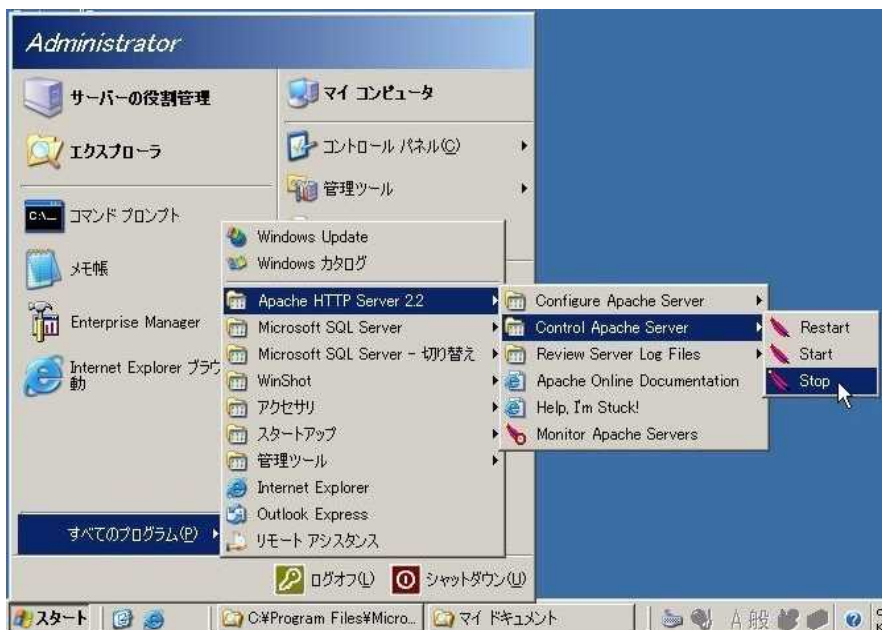 Administrator
サーバーの役割管理
エクスプローラ
コマンド プロンプト
メモ帳
Enterprise Manager
Internet Explorer ブラウ
動
すべてのプログラム(P)
マイ コンピュータ
コントロール パネル(C)
管理ツール
Windows Update
Windows カタログ
Apache HTTP Server 2.2
Microsoft SQL Server
Microsoft SQL Server - 切り替え
WinShot
アクセサリ
スタートアップ
管理ツール
Internet Explorer
Outlook Express
リモート アシスタンス
Configure Apache Server
Control Apache Server
Review Server Log Files
Apache Online Documentation
Help, I'm Stuck!
Monitor Apache Servers
Restart
Start
Stop
ログオフ(L)
シャットダウン(U)
スタート
C:¥Program Files¥Micro...
マイ ドキュメント
A 般